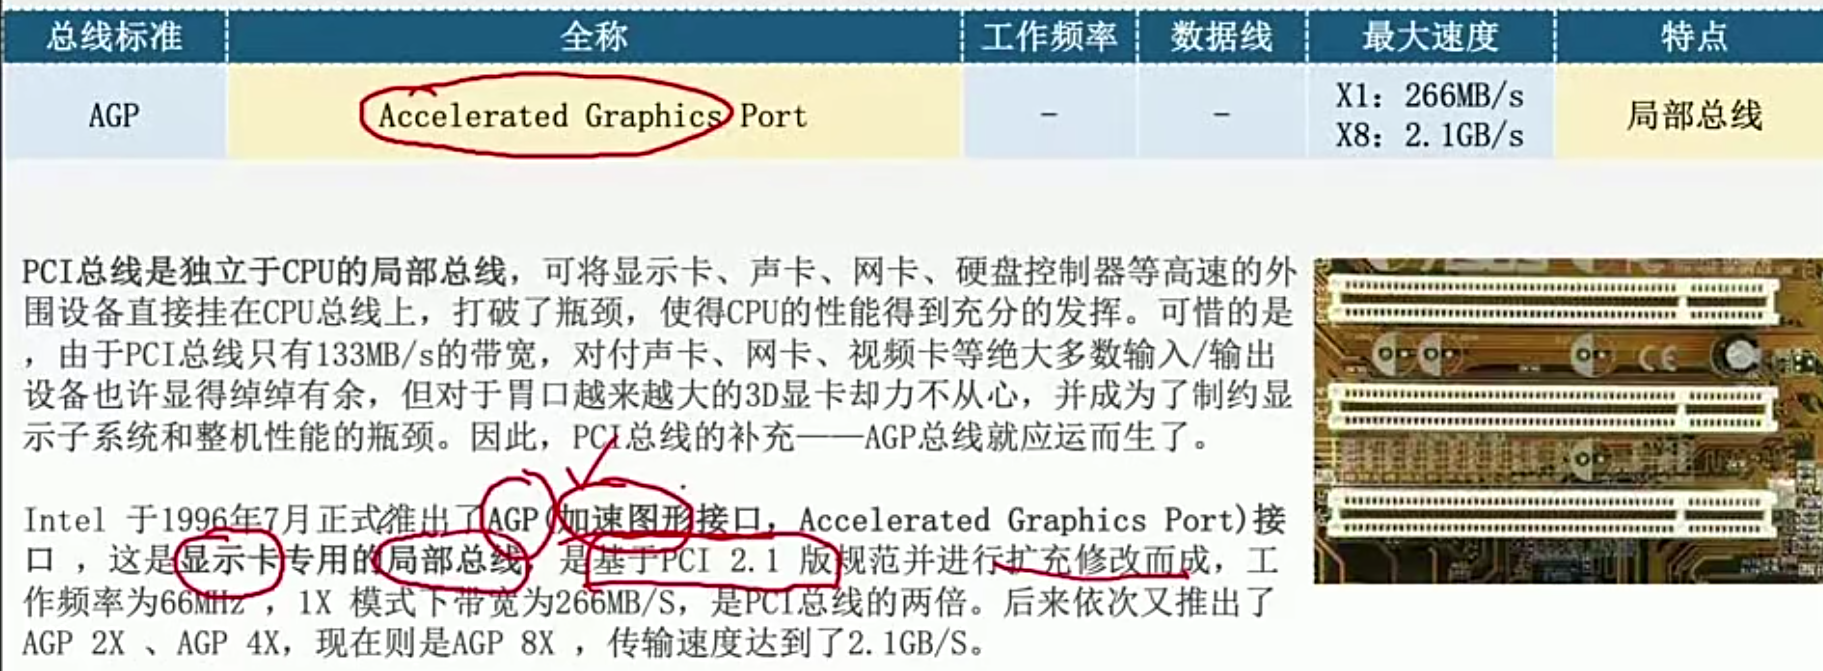 总线标准 全称 工作频率 数据线 最大速度 特点
AGP Accelerated Graphics Port - - X1：266MB/s 局部总线
X8：2.1GB/s
PCI总线是独立于CPU的局部总线，可将显示卡、声卡、网卡、硬盘控制器等高速的外
围设备直接挂在CPU总线上，打破了瓶颈，使得CPU的性能得到充分的发挥。可惜的是
，由于PCI总线只有133MB/s的带宽，对付声卡、网卡、视频卡等绝大多数输入/输出
设备也许显得绰绰有余，但对于胃口越来越大的3D显卡却力不从心，并成为了制约显
示子系统和整机性能的瓶颈。因此，PCI总线的补充——AGP总线就应运而生了。
Intel 于1996年7月正式推出了AGP(加速图形接口，Accelerated Graphics Port)接
口 ，这是显示卡专用的局部总线，是基于PCI 2.1 版规范并进行扩充修改而成，工
作频率为66MHz ，1X 模式下带宽为266MB/S，是PCI总线的两倍。后来依次又推出了
AGP 2X 、AGP 4X，现在则是AGP 8X ，传输速度达到了2.1GB/S。